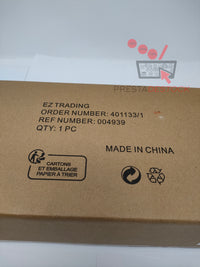 PRESTA
EZ TRADING
ORDER NUMBER: 401133/1
REF NUMBER: 004939
QTY: 1 PC
MADE IN CHINA
CARTONS
ET EMBALLAGE
PAPIER À TRIER